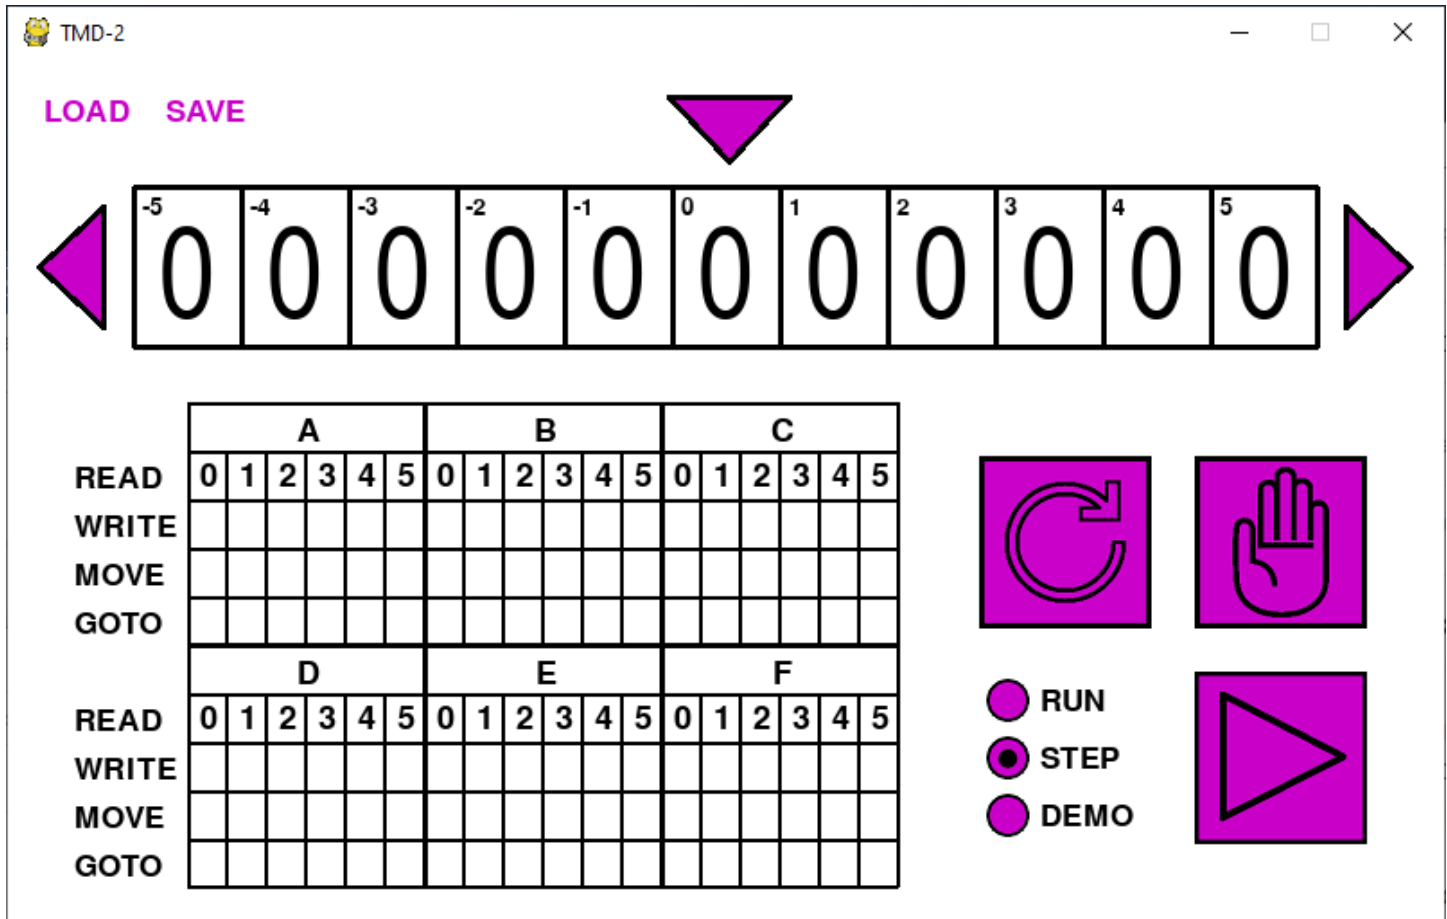 TMD-2
LOAD SAVE
-5 -4 -3 -2 -1 0 1 2 3 4 5
0 0 0 0 0 0 0 0 0 0 0
A B C
READ 0 1 2 3 4 5 0 1 2 3 4 5 0 1 2 3 4 5
WRITE
MOVE
GOTO
D E F
READ 0 1 2 3 4 5 0 1 2 3 4 5 0 1 2 3 4 5
WRITE
MOVE
GOTO
RUN
STEP
DEMO